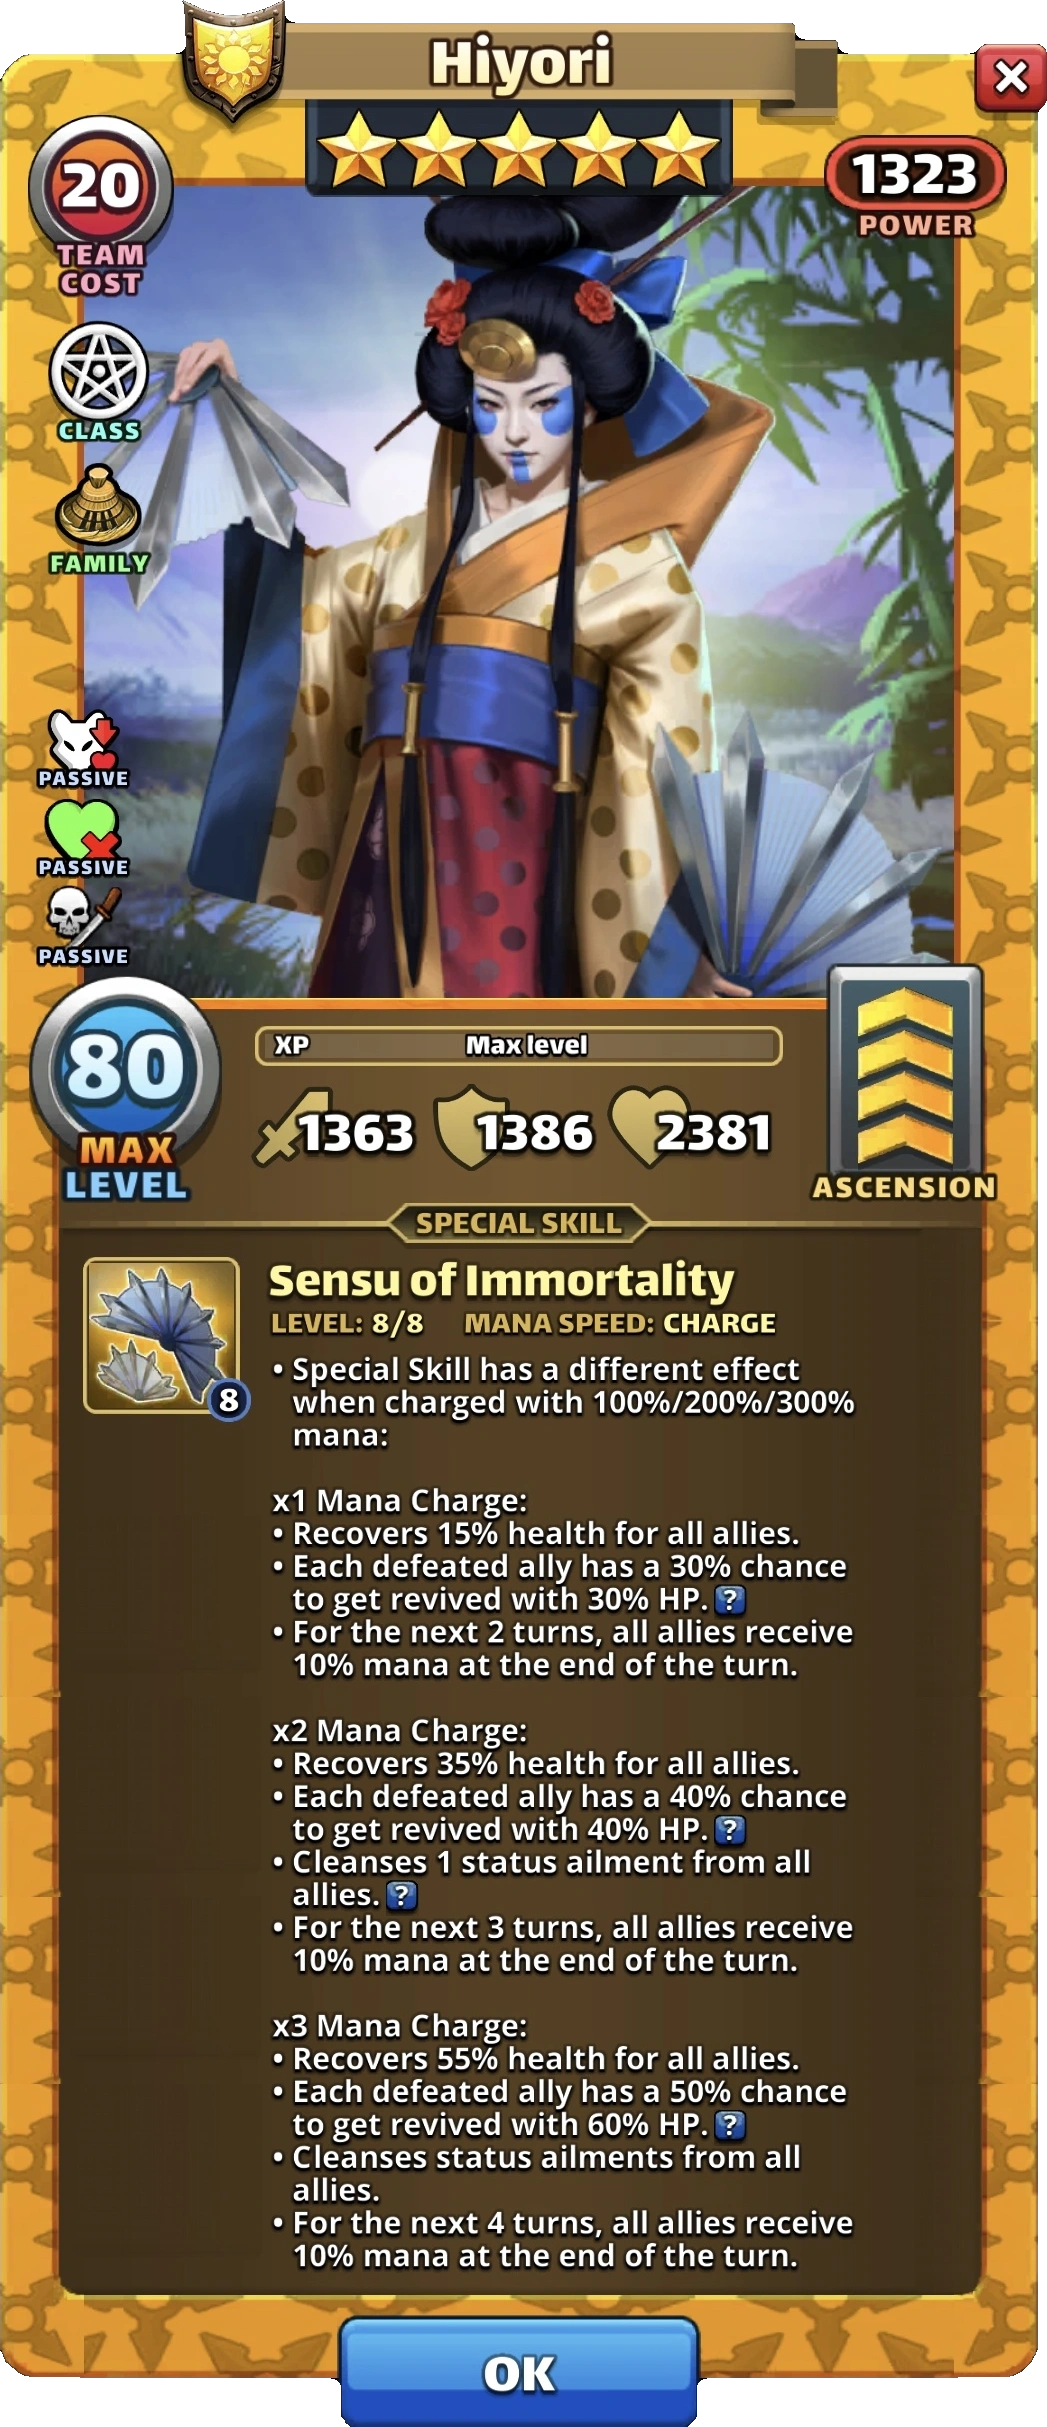 Hiyori
20
TEAM
COST
1323
POWER
CLASS
FAMILY
PASSIVE
PASSIVE
PASSIVE
80
MAX
LEVEL
XP Max level
1363 1386 2381
ASCENSION
SPECIAL SKILL
Sensu of Immortality
LEVEL: 8/8 MANA SPEED: CHARGE
8
• Special Skill has a different effect
when charged with 100%/200%/300%
mana:
x1 Mana Charge:
• Recovers 15% health for all allies.
• Each defeated ally has a 30% chance
to get revived with 30% HP. ?
• For the next 2 turns, all allies receive
10% mana at the end of the turn.
x2 Mana Charge:
• Recovers 35% health for all allies.
• Each defeated ally has a 40% chance
to get revived with 40% HP. ?
• Cleanses 1 status ailment from all
allies. ?
• For the next 3 turns, all allies receive
10% mana at the end of the turn.
x3 Mana Charge:
• Recovers 55% health for all allies.
• Each defeated ally has a 50% chance
to get revived with 60% HP. ?
• Cleanses status ailments from all
allies.
• For the next 4 turns, all allies receive
10% mana at the end of the turn.
OK